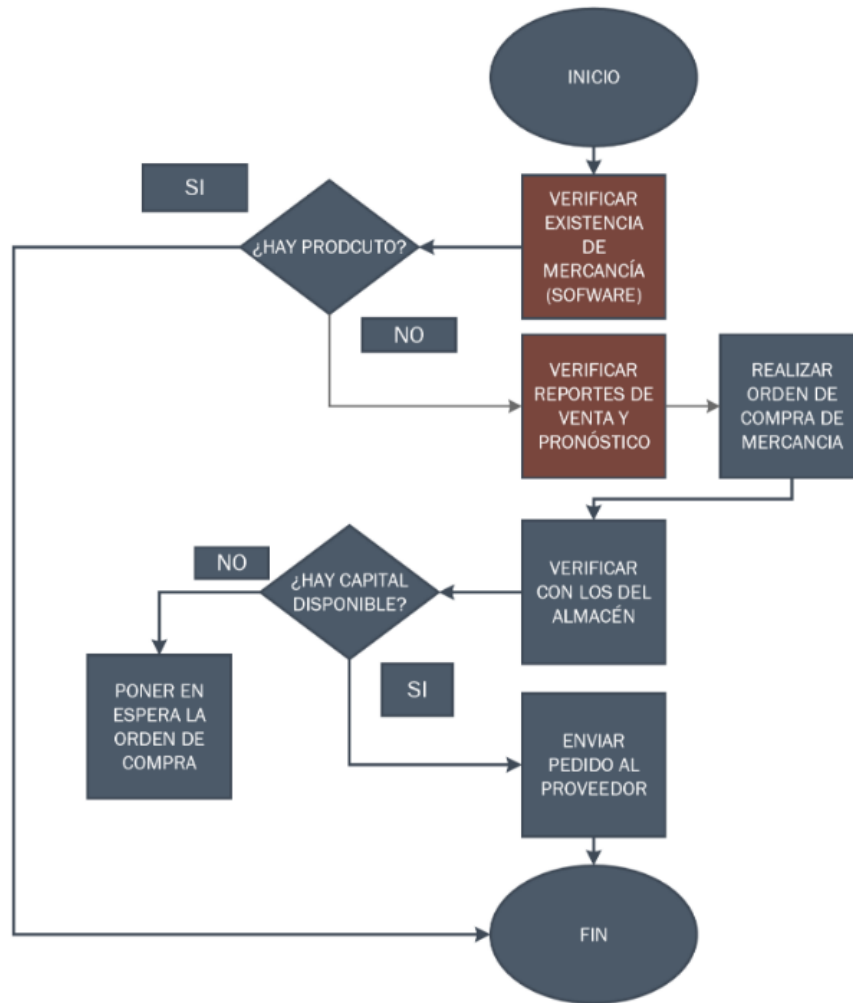 INICIO
VERIFICAR
EXISTENCIA
DE
MERCANCÍA
(SOFWARE)
SI
¿HAY PRODCUTO?
NO
VERIFICAR
REPORTES DE
VENTA Y
PRONÓSTICO
REALIZAR
ORDEN DE
COMPRA DE
MERCANCIA
VERIFICAR
CON LOS DEL
ALMACÉN
¿HAY CAPITAL
DISPONIBLE?
NO
PONER EN
ESPERA LA
ORDEN DE
COMPRA
SI
ENVIAR
PEDIDO AL
PROVEEDOR
FIN